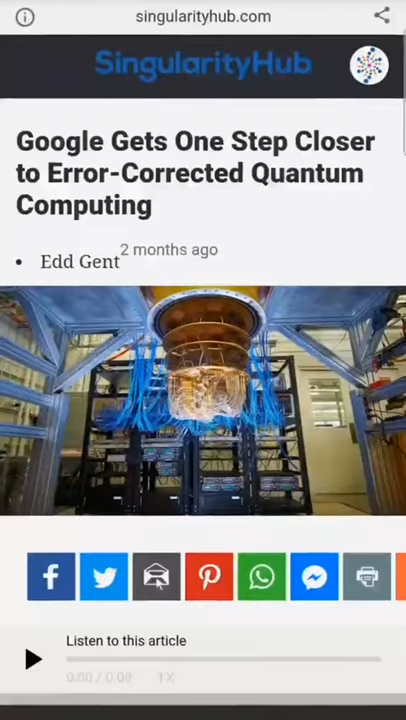 singularityhub.com
SingularityHub
Google Gets One Step Closer
to Error-Corrected Quantum
Computing
2 months ago
• Edd Gent
Listen to this article
0:00 / 0:00 1X